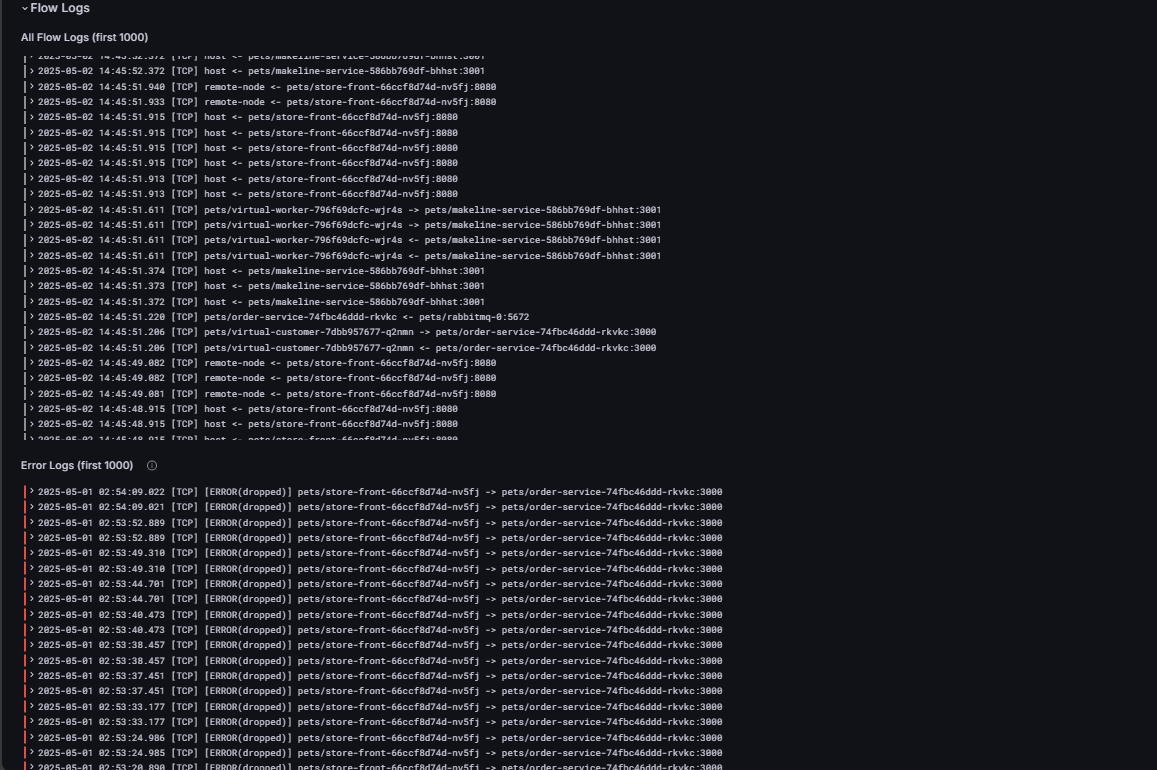 Flow Logs
All Flow Logs (first 1000)
2025-05-02 14:45:52.372 [TCP] host <- pets/makeline-service-586bb769df-bhhst:3001
2025-05-02 14:45:52.372 [TCP] host <- pets/makeline-service-586bb769df-bhhst:3001
2025-05-02 14:45:51.940 [TCP] remote-node <- pets/store-front-66ccf8d74d-nv5fj:8080
2025-05-02 14:45:51.933 [TCP] remote-node <- pets/store-front-66ccf8d74d-nv5fj:8080
2025-05-02 14:45:51.915 [TCP] host <- pets/store-front-66ccf8d74d-nv5fj:8080
2025-05-02 14:45:51.915 [TCP] host <- pets/store-front-66ccf8d74d-nv5fj:8080
2025-05-02 14:45:51.915 [TCP] host <- pets/store-front-66ccf8d74d-nv5fj:8080
2025-05-02 14:45:51.915 [TCP] host <- pets/store-front-66ccf8d74d-nv5fj:8080
2025-05-02 14:45:51.913 [TCP] host <- pets/store-front-66ccf8d74d-nv5fj:8080
2025-05-02 14:45:51.913 [TCP] host <- pets/store-front-66ccf8d74d-nv5fj:8080
2025-05-02 14:45:51.611 [TCP] pets/virtual-worker-796f69dcfc-wjr4s -> pets/makeline-service-586bb769df-bhhst:3001
2025-05-02 14:45:51.611 [TCP] pets/virtual-worker-796f69dcfc-wjr4s -> pets/makeline-service-586bb769df-bhhst:3001
2025-05-02 14:45:51.611 [TCP] pets/virtual-worker-796f69dcfc-wjr4s <- pets/makeline-service-586bb769df-bhhst:3001
2025-05-02 14:45:51.611 [TCP] pets/virtual-worker-796f69dcfc-wjr4s <- pets/makeline-service-586bb769df-bhhst:3001
2025-05-02 14:45:51.374 [TCP] host <- pets/makeline-service-586bb769df-bhhst:3001
2025-05-02 14:45:51.373 [TCP] host <- pets/makeline-service-586bb769df-bhhst:3001
2025-05-02 14:45:51.372 [TCP] host <- pets/makeline-service-586bb769df-bhhst:3001
2025-05-02 14:45:51.220 [TCP] pets/order-service-74fbc46ddd-rkvkc <- pets/rabbitmq-0:5672
2025-05-02 14:45:51.206 [TCP] pets/virtual-customer-7dbb957677-q2nmn -> pets/order-service-74fbc46ddd-rkvkc:3000
2025-05-02 14:45:51.206 [TCP] pets/virtual-customer-7dbb957677-q2nmn <- pets/order-service-74fbc46ddd-rkvkc:3000
2025-05-02 14:45:49.082 [TCP] remote-node <- pets/store-front-66ccf8d74d-nv5fj:8080
2025-05-02 14:45:49.082 [TCP] remote-node <- pets/store-front-66ccf8d74d-nv5fj:8080
2025-05-02 14:45:49.081 [TCP] remote-node <- pets/store-front-66ccf8d74d-nv5fj:8080
2025-05-02 14:45:48.915 [TCP] host <- pets/store-front-66ccf8d74d-nv5fj:8080
2025-05-02 14:45:48.915 [TCP] host <- pets/store-front-66ccf8d74d-nv5fj:8080
2025-05-02 14:45:48.915 [TCP] host <- pets/store-front-66ccf8d74d-nv5fj:8080
Error Logs (first 1000)
2025-05-01 02:54:09.022 [TCP] [ERROR(dropped)] pets/store-front-66ccf8d74d-nv5fj -> pets/order-service-74fbc46ddd-rkvkc:3000
2025-05-01 02:54:09.021 [TCP] [ERROR(dropped)] pets/store-front-66ccf8d74d-nv5fj -> pets/order-service-74fbc46ddd-rkvkc:3000
2025-05-01 02:53:52.889 [TCP] [ERROR(dropped)] pets/store-front-66ccf8d74d-nv5fj -> pets/order-service-74fbc46ddd-rkvkc:3000
2025-05-01 02:53:52.889 [TCP] [ERROR(dropped)] pets/store-front-66ccf8d74d-nv5fj -> pets/order-service-74fbc46ddd-rkvkc:3000
2025-05-01 02:53:49.310 [TCP] [ERROR(dropped)] pets/store-front-66ccf8d74d-nv5fj -> pets/order-service-74fbc46ddd-rkvkc:3000
2025-05-01 02:53:49.310 [TCP] [ERROR(dropped)] pets/store-front-66ccf8d74d-nv5fj -> pets/order-service-74fbc46ddd-rkvkc:3000
2025-05-01 02:53:44.701 [TCP] [ERROR(dropped)] pets/store-front-66ccf8d74d-nv5fj -> pets/order-service-74fbc46ddd-rkvkc:3000
2025-05-01 02:53:44.701 [TCP] [ERROR(dropped)] pets/store-front-66ccf8d74d-nv5fj -> pets/order-service-74fbc46ddd-rkvkc:3000
2025-05-01 02:53:40.473 [TCP] [ERROR(dropped)] pets/store-front-66ccf8d74d-nv5fj -> pets/order-service-74fbc46ddd-rkvkc:3000
2025-05-01 02:53:40.473 [TCP] [ERROR(dropped)] pets/store-front-66ccf8d74d-nv5fj -> pets/order-service-74fbc46ddd-rkvkc:3000
2025-05-01 02:53:38.457 [TCP] [ERROR(dropped)] pets/store-front-66ccf8d74d-nv5fj -> pets/order-service-74fbc46ddd-rkvkc:3000
2025-05-01 02:53:38.457 [TCP] [ERROR(dropped)] pets/store-front-66ccf8d74d-nv5fj -> pets/order-service-74fbc46ddd-rkvkc:3000
2025-05-01 02:53:37.451 [TCP] [ERROR(dropped)] pets/store-front-66ccf8d74d-nv5fj -> pets/order-service-74fbc46ddd-rkvkc:3000
2025-05-01 02:53:37.451 [TCP] [ERROR(dropped)] pets/store-front-66ccf8d74d-nv5fj -> pets/order-service-74fbc46ddd-rkvkc:3000
2025-05-01 02:53:33.177 [TCP] [ERROR(dropped)] pets/store-front-66ccf8d74d-nv5fj -> pets/order-service-74fbc46ddd-rkvkc:3000
2025-05-01 02:53:33.177 [TCP] [ERROR(dropped)] pets/store-front-66ccf8d74d-nv5fj -> pets/order-service-74fbc46ddd-rkvkc:3000
2025-05-01 02:53:24.986 [TCP] [ERROR(dropped)] pets/store-front-66ccf8d74d-nv5fj -> pets/order-service-74fbc46ddd-rkvkc:3000
2025-05-01 02:53:24.985 [TCP] [ERROR(dropped)] pets/store-front-66ccf8d74d-nv5fj -> pets/order-service-74fbc46ddd-rkvkc:3000
2025-05-01 02:53:20.890 [TCP] [ERROR(dropped)] pets/store-front-66ccf8d74d-nv5fj -> pets/order-service-74fbc46ddd-rkvkc:3000